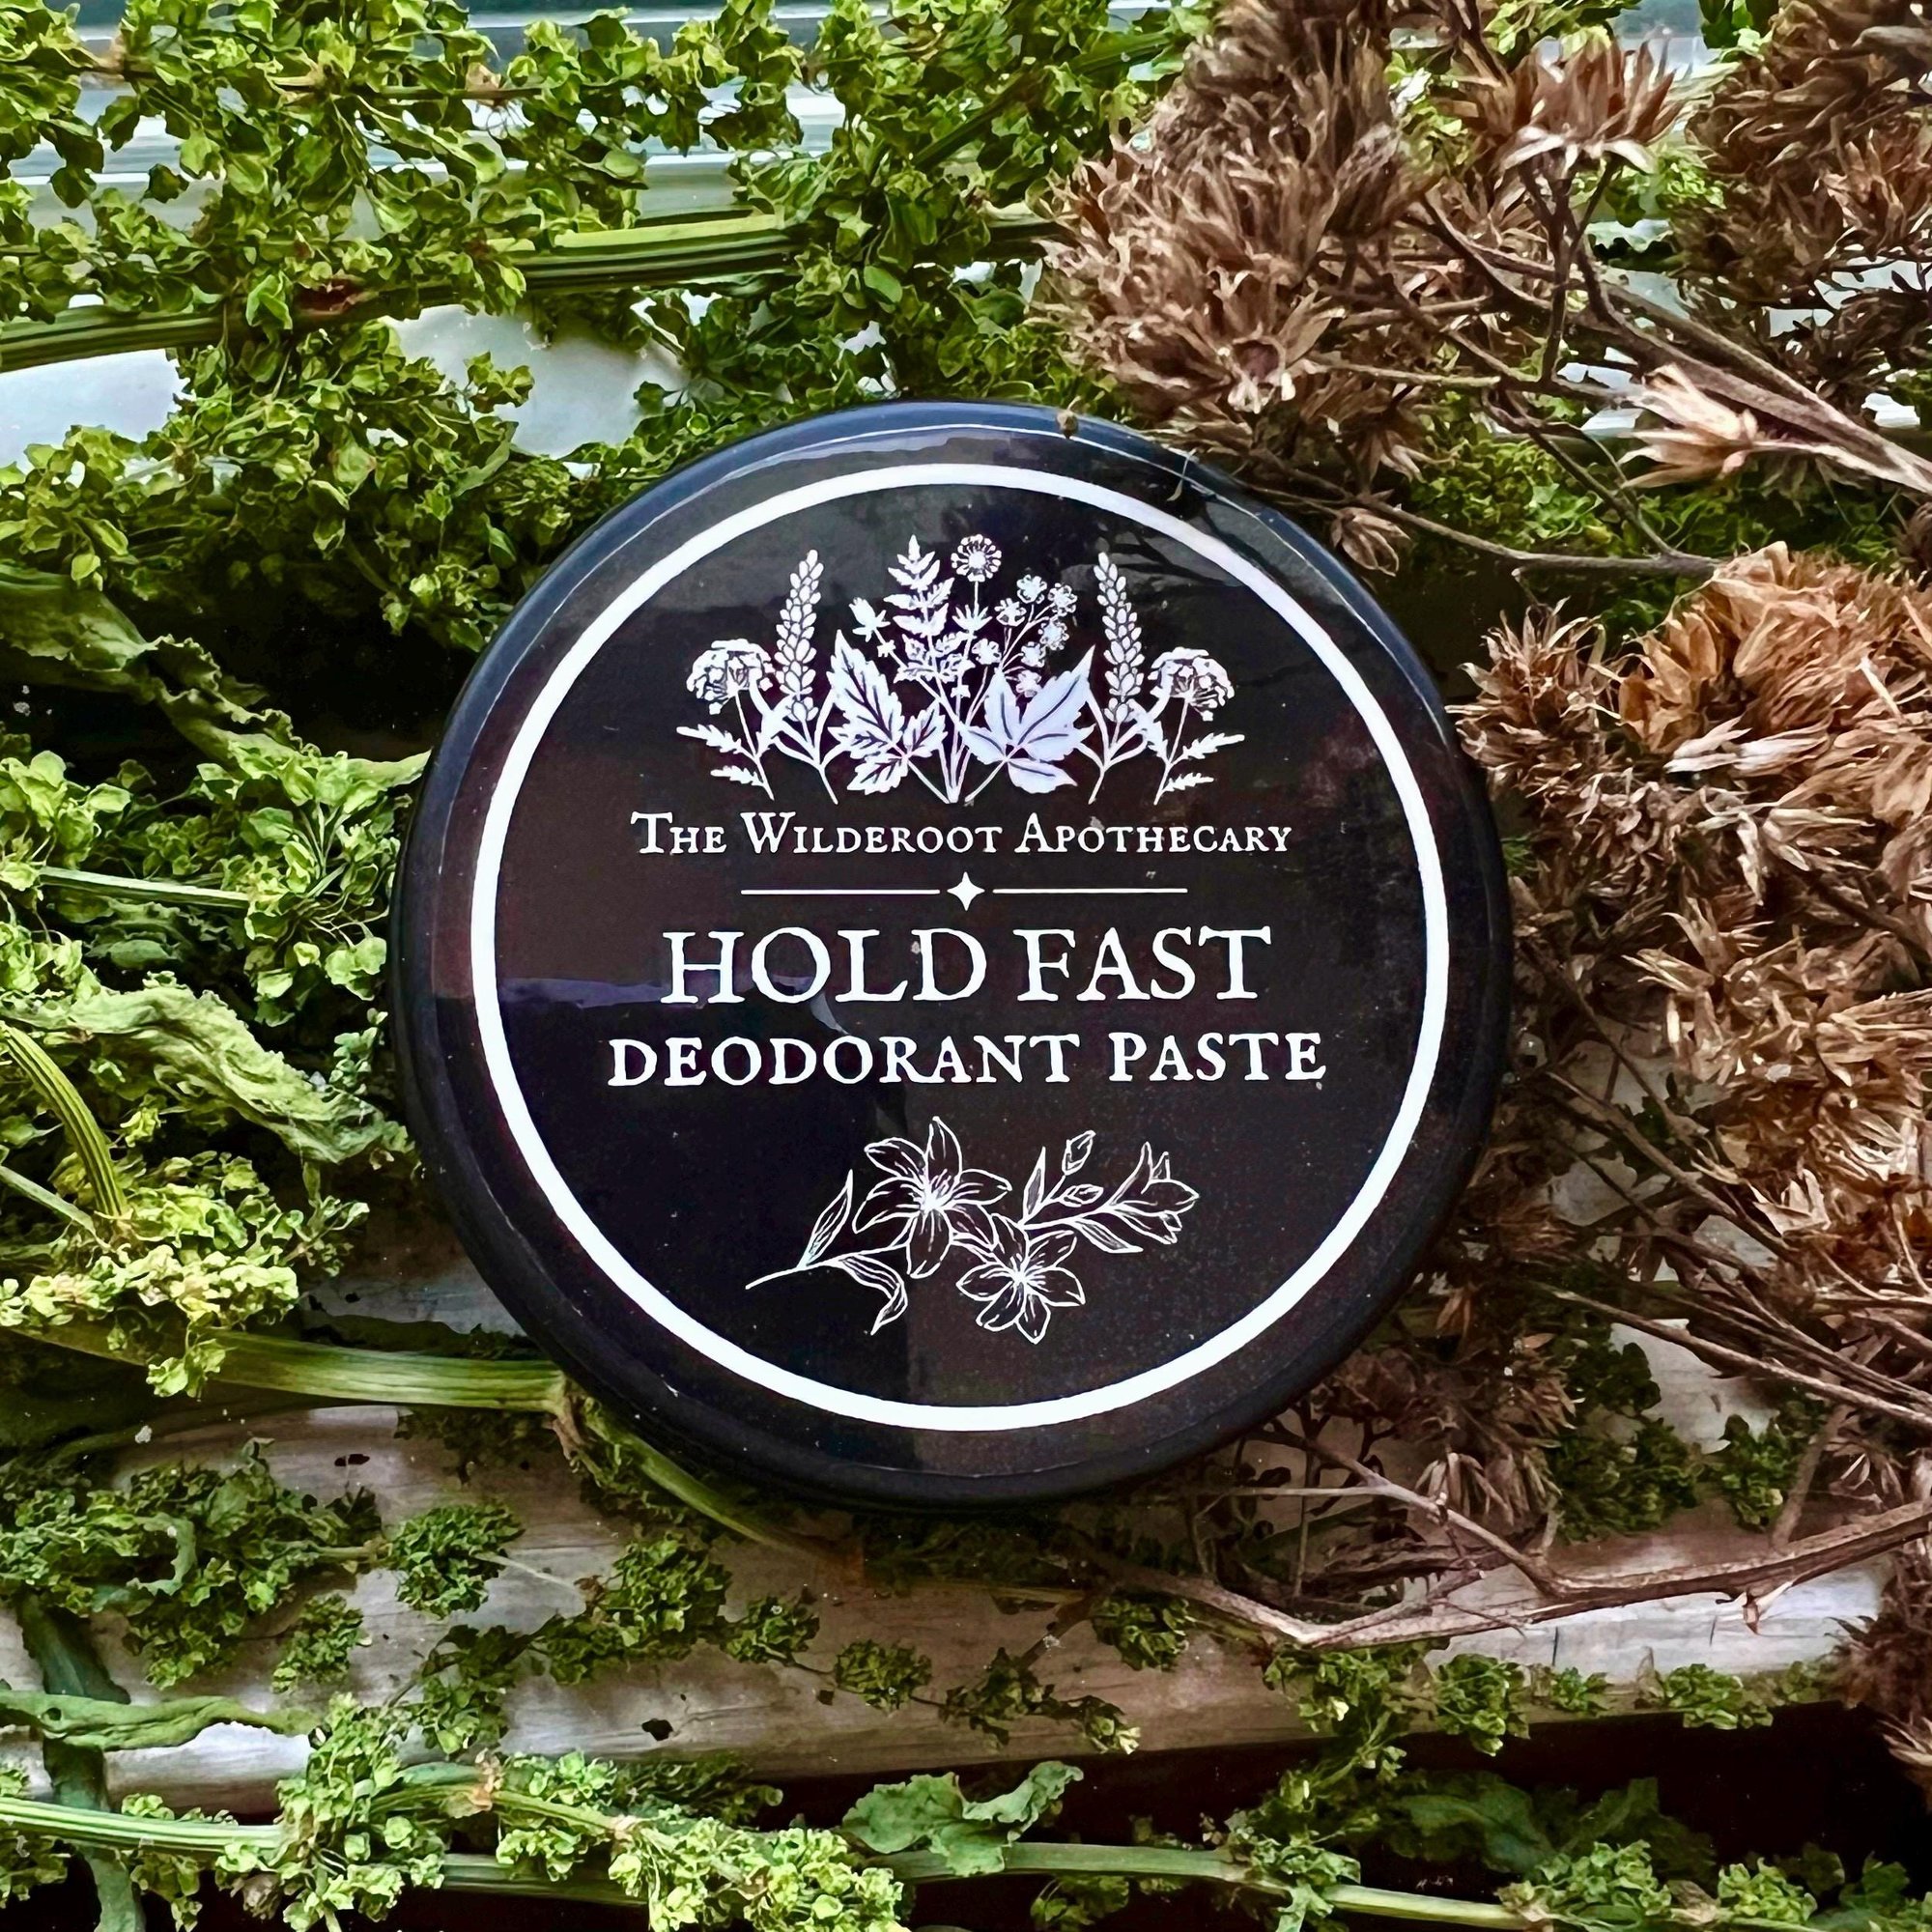 The Wilderoot Apothecary
HOLD FAST
DEODORANT PASTE